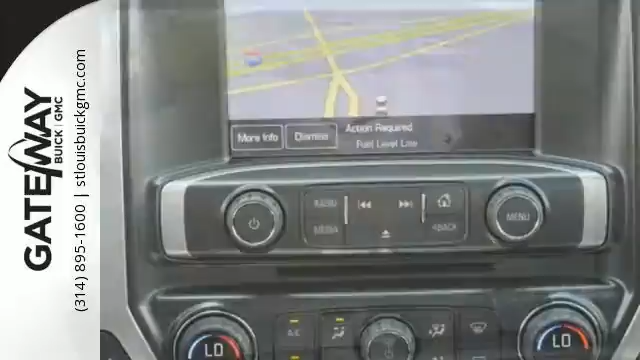 GATEWAY
BUICK | GMC
(314) 895-1600 | stlouisbuickgmc.com
More Info
Dismiss
Action Required
Fuel Level Low
RADIO
MEDIA
BACK
MENU
A/C
LO
LO